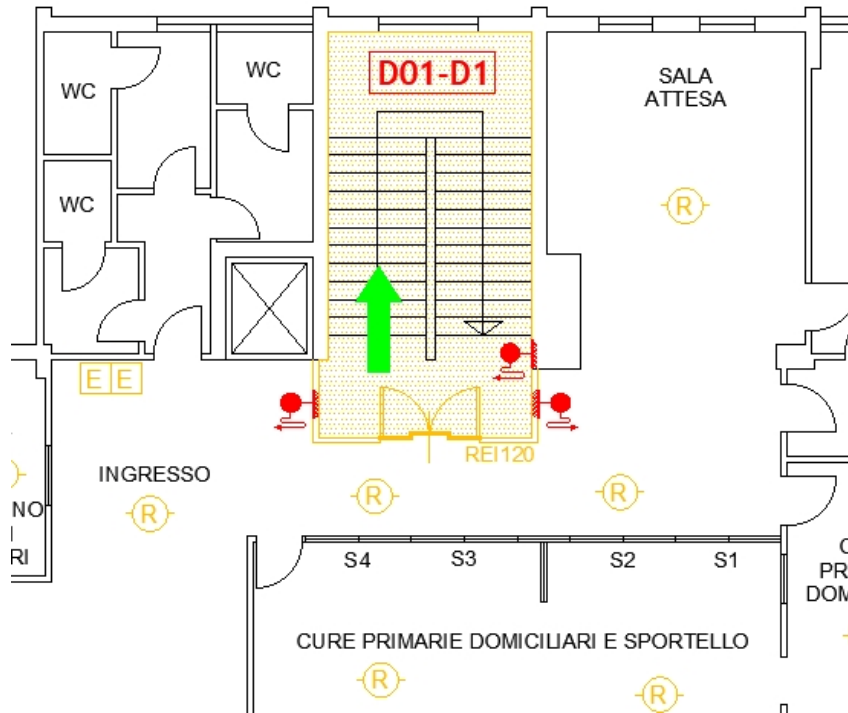 D01-D1
WC
WC
WC
SALA
ATTESA
R
E E
REI120
INGRESSO
R
R
R
NO
I
RI
S4
S3
S2
S1
CURE PRIMARIE DOMICILIARI E SPORTELLO
R
R
C
PR
DOM